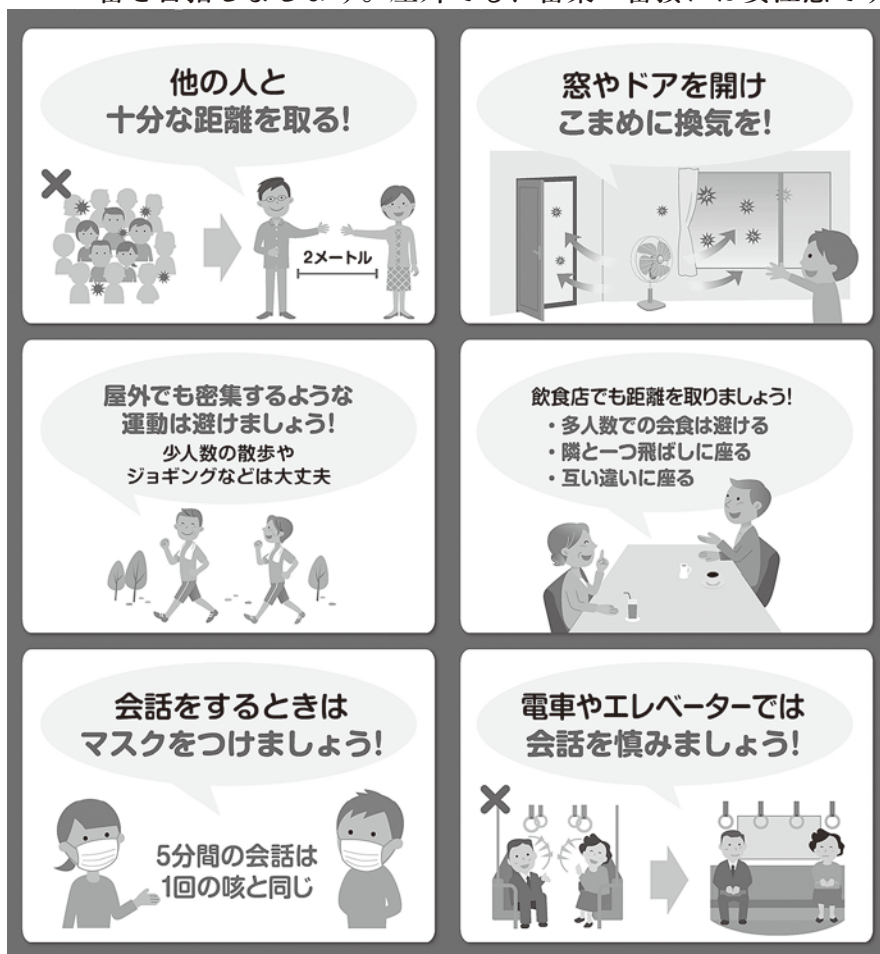 他の人と
十分な距離を取る!
2メートル
窓やドアを開け
こまめに換気を!
屋外でも密集するような
運動は避けましょう!
少人数の散歩や
ジョギングなどは大丈夫
飲食店でも距離を取りましょう!
・多人数での会食は避ける
・隣と一つ飛ばしに座る
・互い違いに座る
会話をするときは
マスクをつけましょう!
5分間の会話は
1回の咳と同じ
電車やエレベーターでは
会話を慎みましょう!